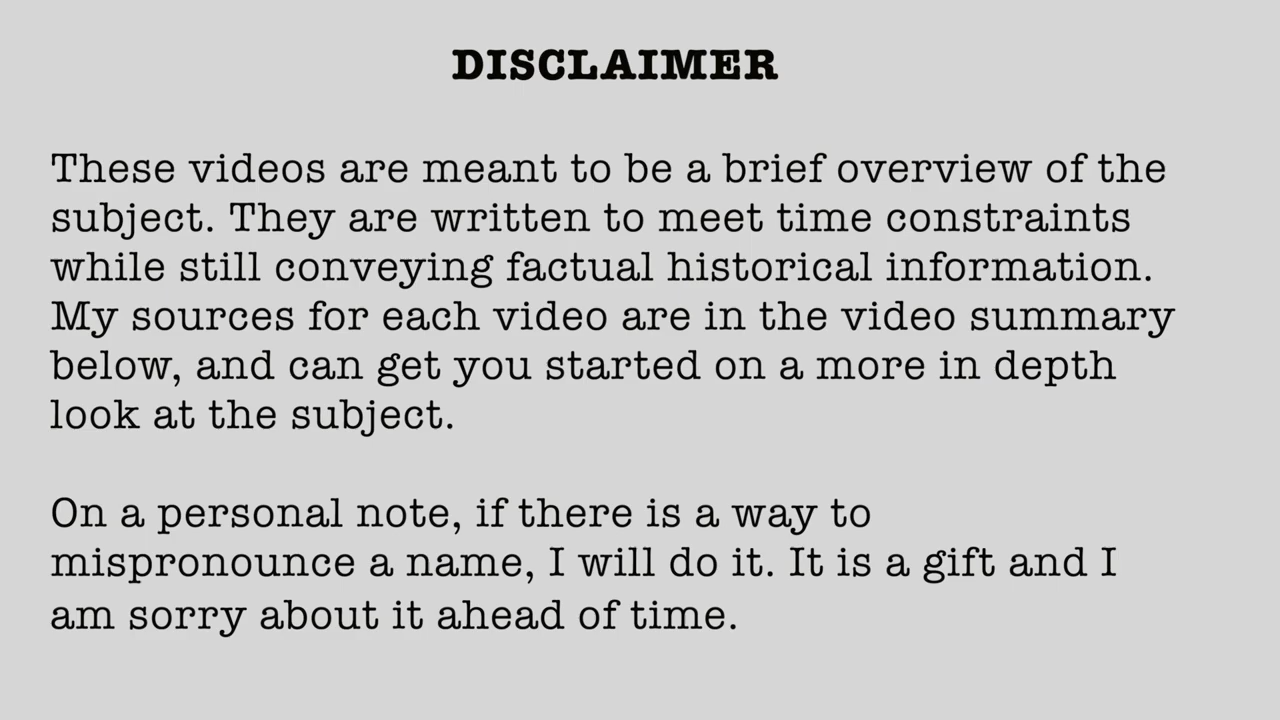 DISCLAIMER
These videos are meant to be a brief overview of the
subject. They are written to meet time constraints
while still conveying factual historical information.
My sources for each video are in the video summary
below, and can get you started on a more in depth
look at the subject.
On a personal note, if there is a way to
mispronounce a name, I will do it. It is a gift and I
am sorry about it ahead of time.